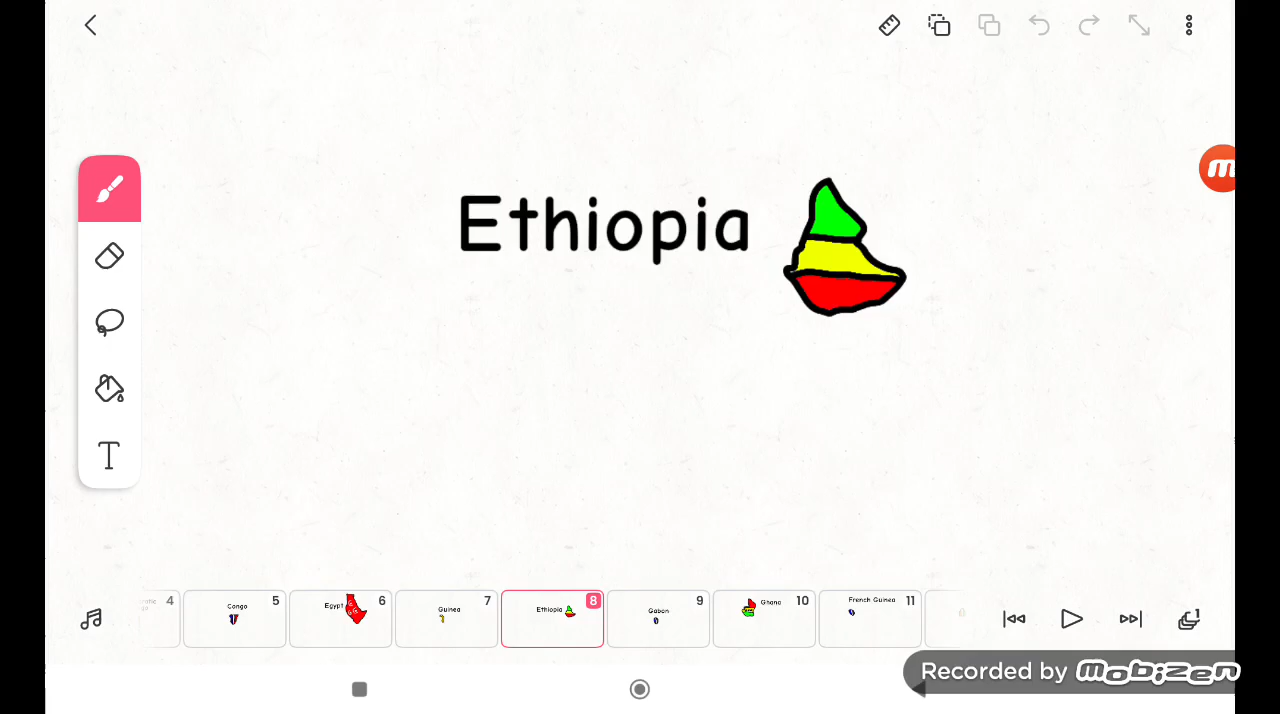 Ethiopia
4
Congo
5
Egypt
6
Guinea
7
Ethiopia
8
Gabon
9
Ghana
10
French Guinea
11
1
Recorded by mobizen